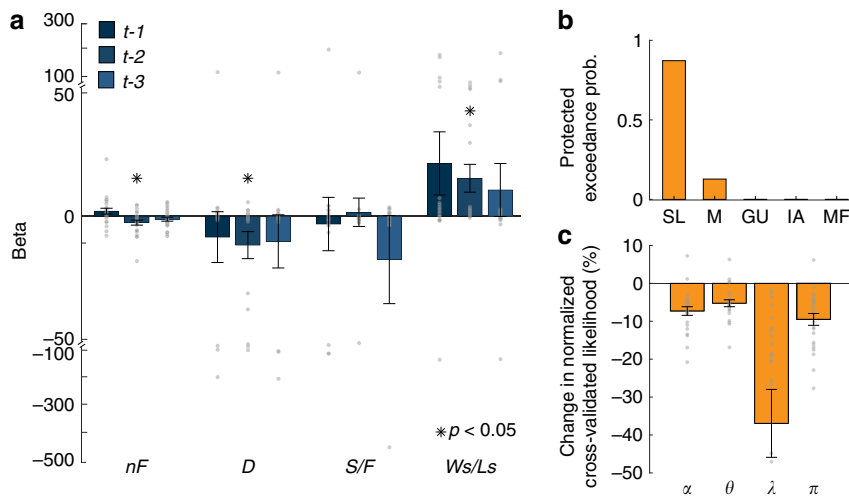 a
300
100
50
0
−50
−100
−300
−500
Beta
t-1
t-2
t-3
*
*
*
* p < 0.05
nF
D
S/F
Ws/Ls
b
Protected
exceedance prob.
1
0.5
0
SL
M
GU
IA
MF
c
Change in normalized
cross-validated likelihood (%)
10
0
−10
−20
−30
−40
−50
α
θ
λ
π